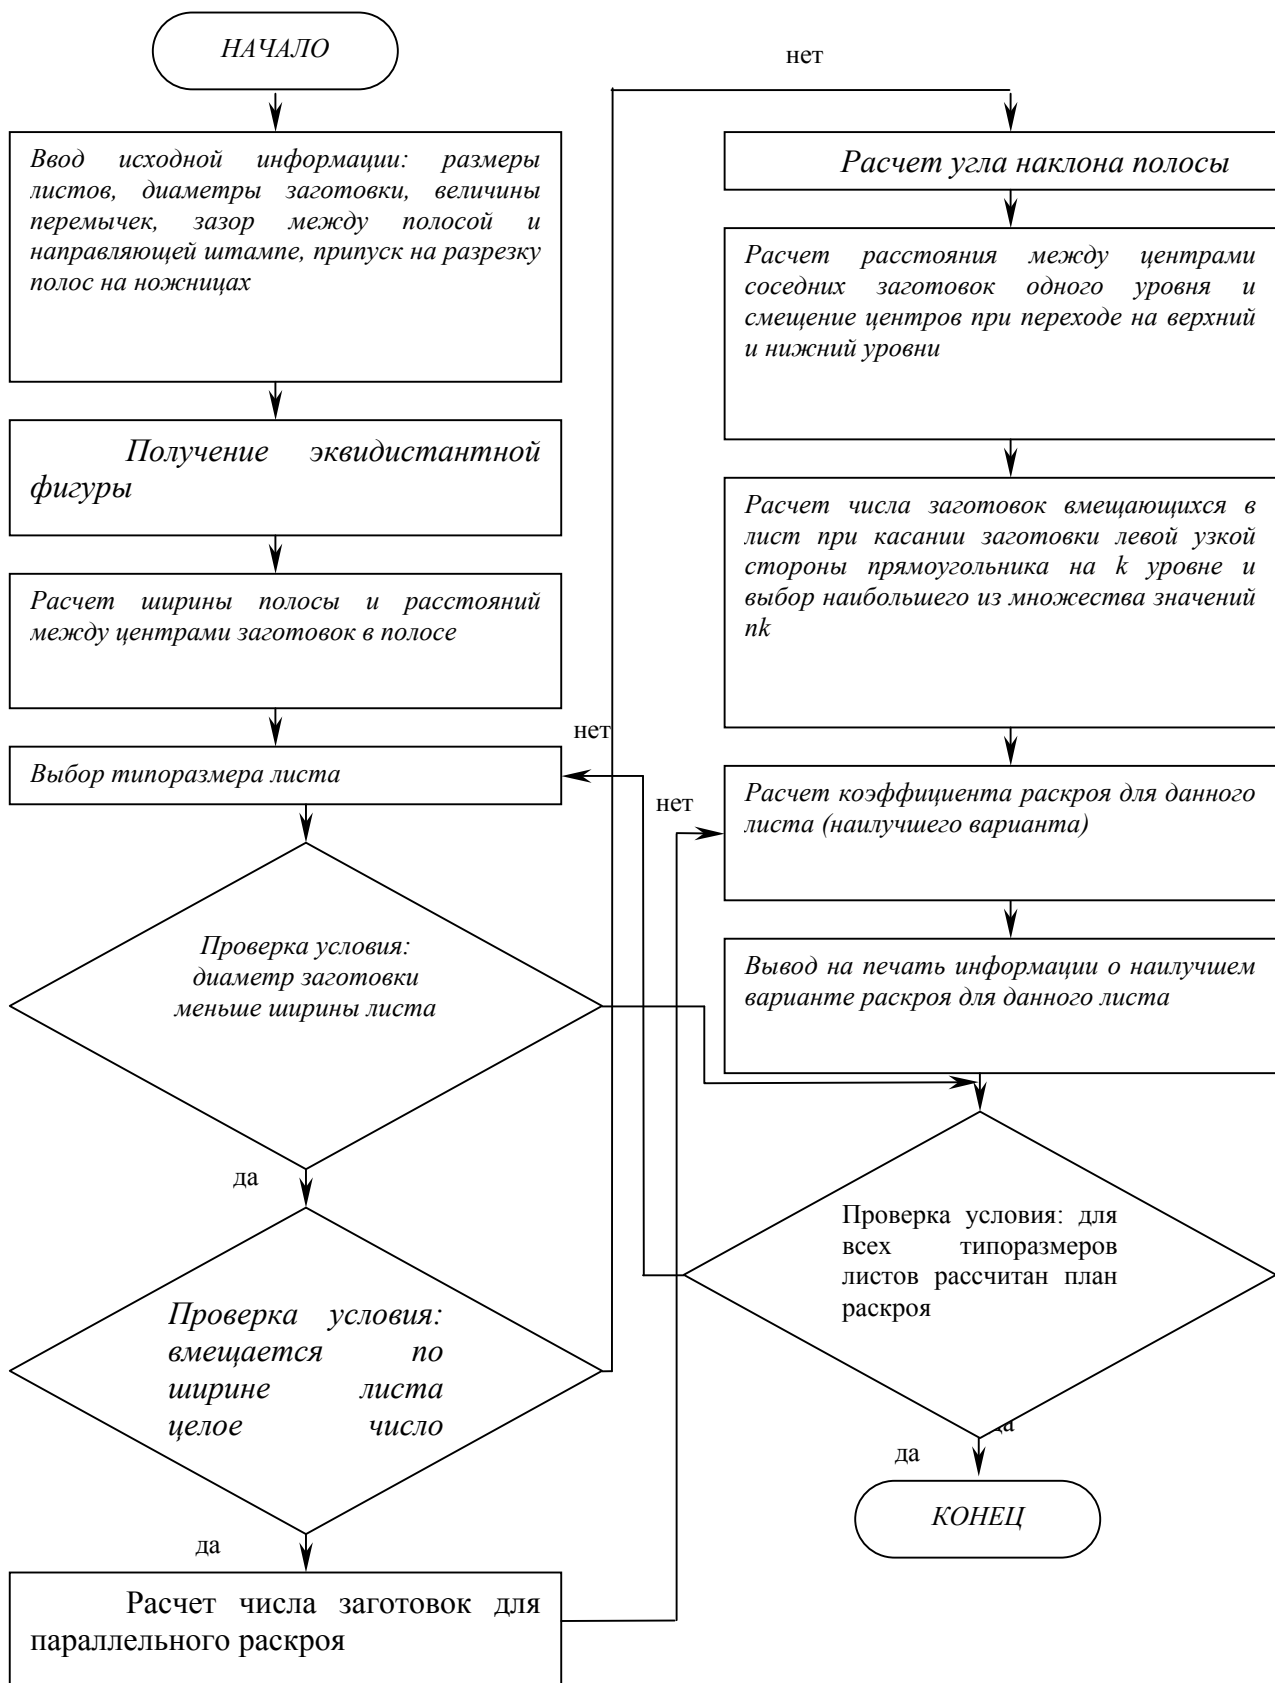 НАЧАЛО
Ввод исходной информации: размеры
листов, диаметры заготовки, величины
перемычек, зазор между полосой и
направляющей штампе, припуск на разрезку
полос на ножницах
Получение эквидистантной
фигуры
Расчет ширины полосы и расстояний
между центрами заготовок в полосе
нет
Выбор типоразмера листа
Проверка условия:
диаметр заготовки
меньше ширины листа
да
Проверка условия:
вмещается по
ширине листа
целое число
да
Расчет числа заготовок для
параллельного раскроя
нет
Расчет угла наклона полосы
Расчет расстояния между центрами
соседних заготовок одного уровня и
смещение центров при переходе на верхний
и нижний уровни
Расчет числа заготовок вмещающихся в
лист при касании заготовки левой узкой
стороны прямоугольника на k уровне и
выбор наибольшего из множества значений
nk
нет
Расчет коэффициента раскроя для данного
листа (наилучшего варианта)
Вывод на печать информации о наилучшем
варианте раскроя для данного листа
Проверка условия: для
всех типоразмеров
листов рассчитан план
раскроя
да
да
КОНЕЦ